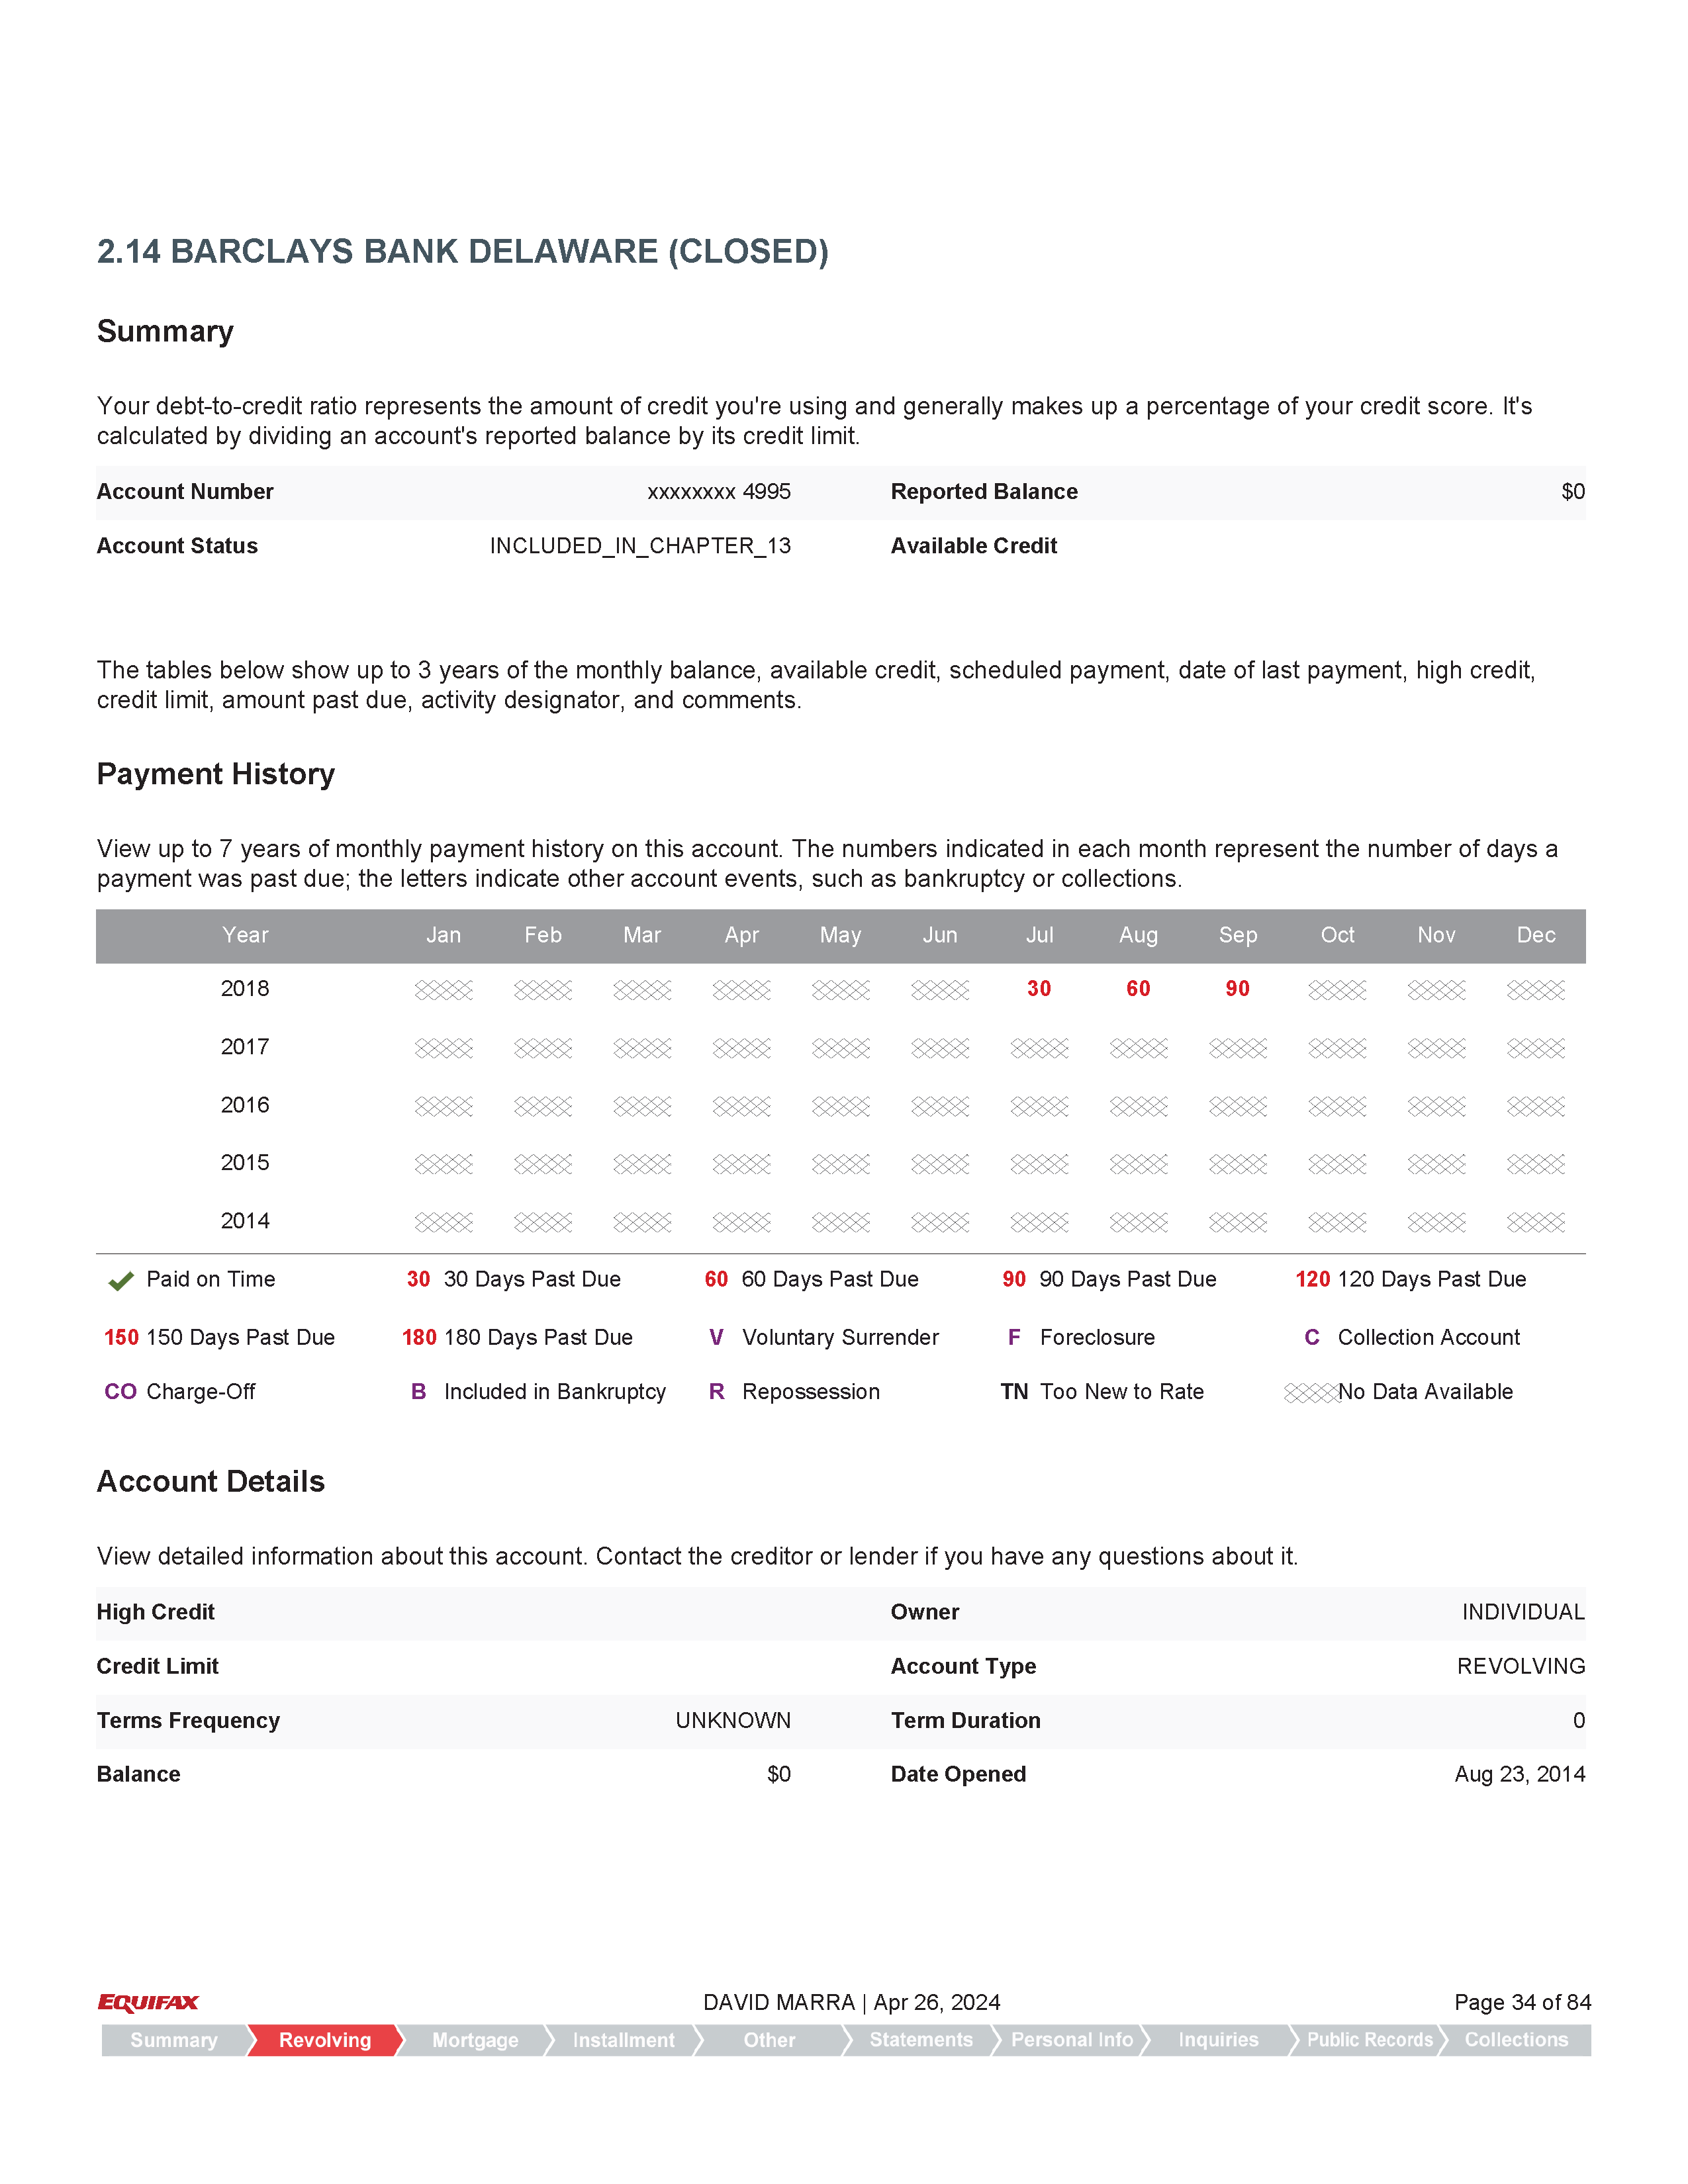 2.14 BARCLAYS BANK DELAWARE (CLOSED)
Summary
Your debt-to-credit ratio represents the amount of credit you're using and generally makes up a percentage of your credit score. It's
calculated by dividing an account's reported balance by its credit limit.
Account Number xxxxxxxx 4995 Reported Balance $0
Account Status INCLUDED_IN_CHAPTER_13 Available Credit
The tables below show up to 3 years of the monthly balance, available credit, scheduled payment, date of last payment, high credit,
credit limit, amount past due, activity designator, and comments.
Payment History
View up to 7 years of monthly payment history on this account. The numbers indicated in each month represent the number of days a
payment was past due; the letters indicate other account events, such as bankruptcy or collections.
Year Jan Feb Mar Apr May Jun Jul Aug Sep Oct Nov Dec
2018 30 60 90
2017
2016
2015
2014
Paid on Time 30 30 Days Past Due 60 60 Days Past Due 90 90 Days Past Due 120 120 Days Past Due
150 150 Days Past Due 180 180 Days Past Due V Voluntary Surrender F Foreclosure C Collection Account
CO Charge-Off B Included in Bankruptcy R Repossession TN Too New to Rate No Data Available
Account Details
View detailed information about this account. Contact the creditor or lender if you have any questions about it.
High Credit Owner INDIVIDUAL
Credit Limit Account Type REVOLVING
Terms Frequency UNKNOWN Term Duration 0
Balance $0 Date Opened Aug 23, 2014
EQUIFAX DAVID MARRA | Apr 26, 2024 Page 34 of 84
Summary Revolving Mortgage Installment Other Statements Personal Info Inquiries Public Records Collections